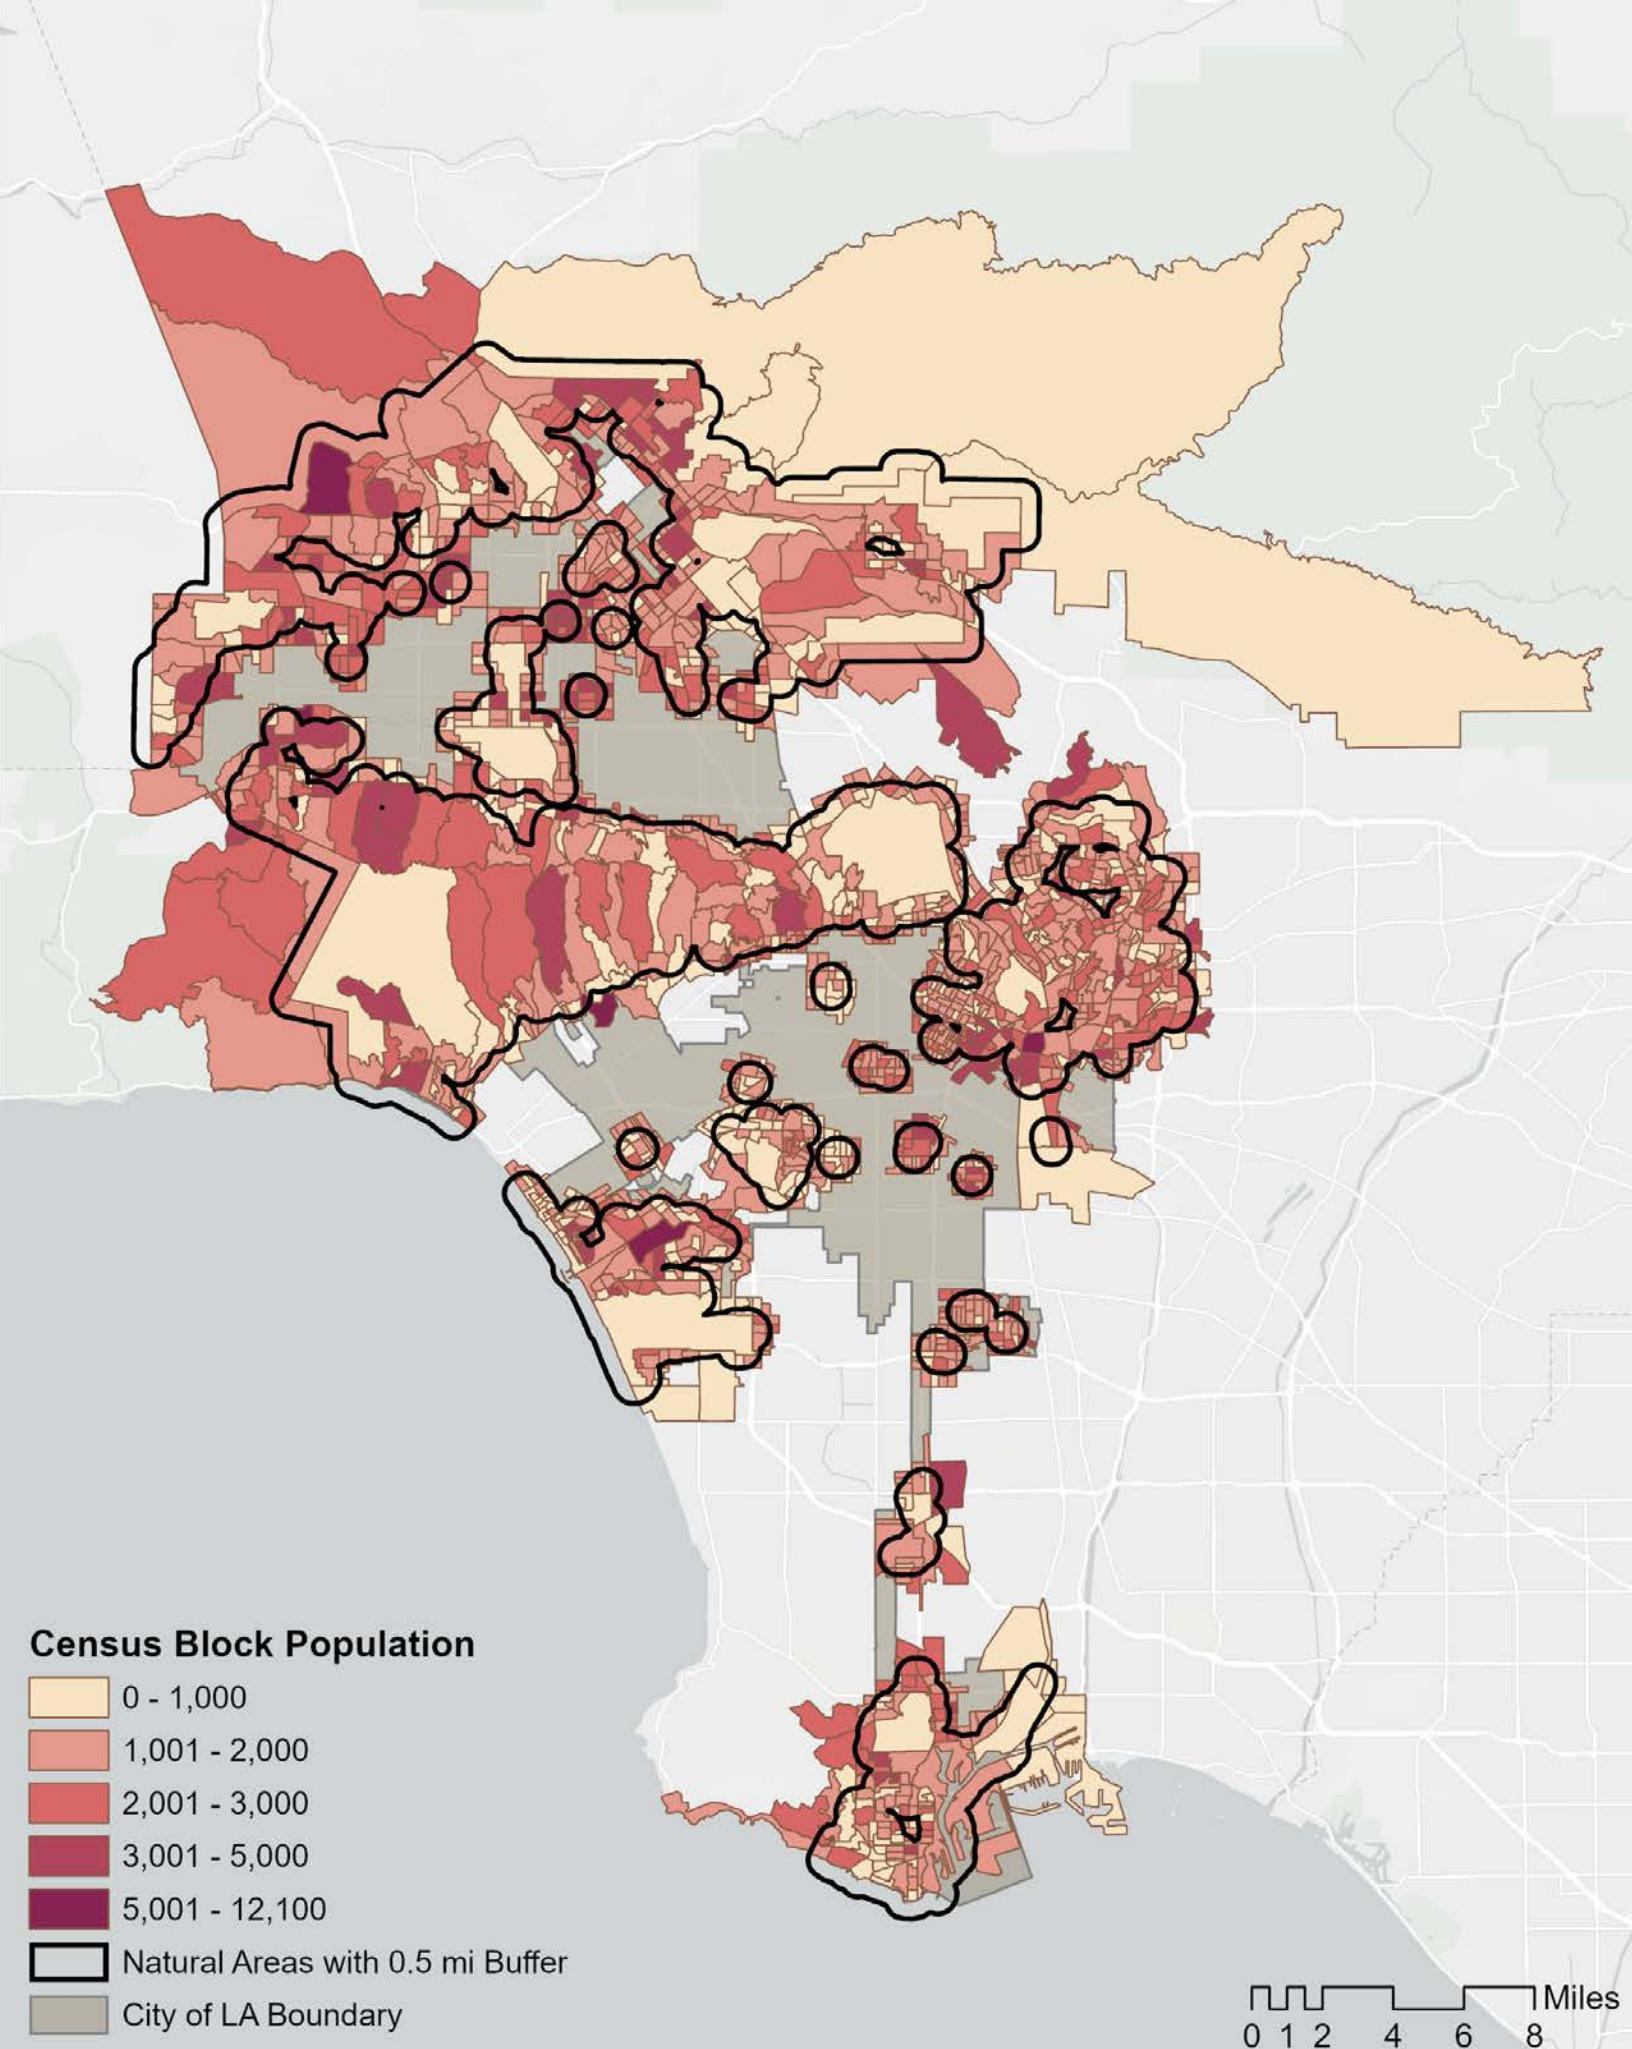 Census Block Population
0 - 1,000
1,001 - 2,000
2,001 - 3,000
3,001 - 5,000
5,001 - 12,100
Natural Areas with 0.5 mi Buffer
City of LA Boundary
Miles
0 1 2 4 6 8